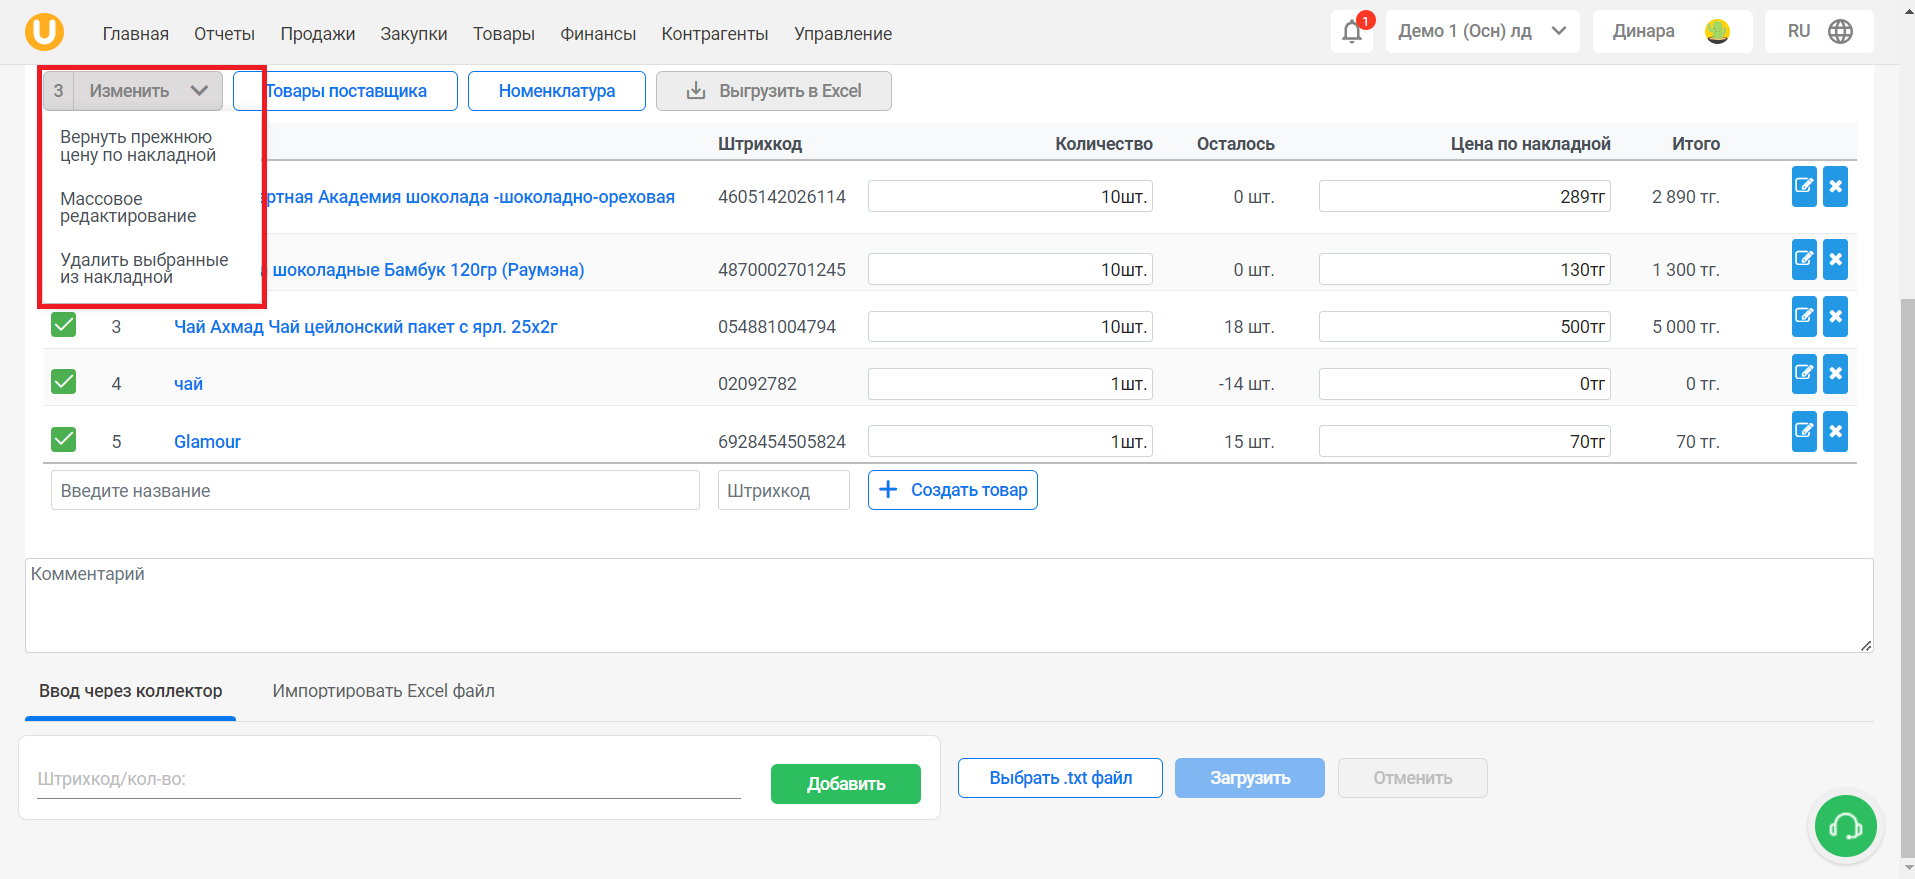 Главная Отчеты Продажи Закупки Товары Финансы Контрагенты Управление 1 Демо 1 (Осн) лд Динара RU
3 Изменить Товары поставщика Номенклатура Выгрузить в Excel
Вернуть прежнюю
цену по накладной
Массовое
редактирование
Удалить выбранные
из накладной
Штрихкод Количество Осталось Цена по накладной Итого
ртная Академия шоколада -шоколадно-ореховая 4605142026114 10шт. 0 шт. 289тг 2 890 тг.
шоколадные Бамбук 120гр (Раумэна) 4870002701245 10шт. 0 шт. 130тг 1 300 тг.
3 Чай Ахмад Чай цейлонский пакет с ярл. 25х2г 054881004794 10шт. 18 шт. 500тг 5 000 тг.
4 чай 02092782 1шт. -14 шт. 0тг 0 тг.
5 Glamour 6928454505824 1шт. 15 шт. 70тг 70 тг.
Введите название Штрихкод + Создать товар
Комментарий
Ввод через коллектор Импортировать Excel файл
Штрихкод/кол-во: Добавить Выбрать .txt файл Загрузить Отменить